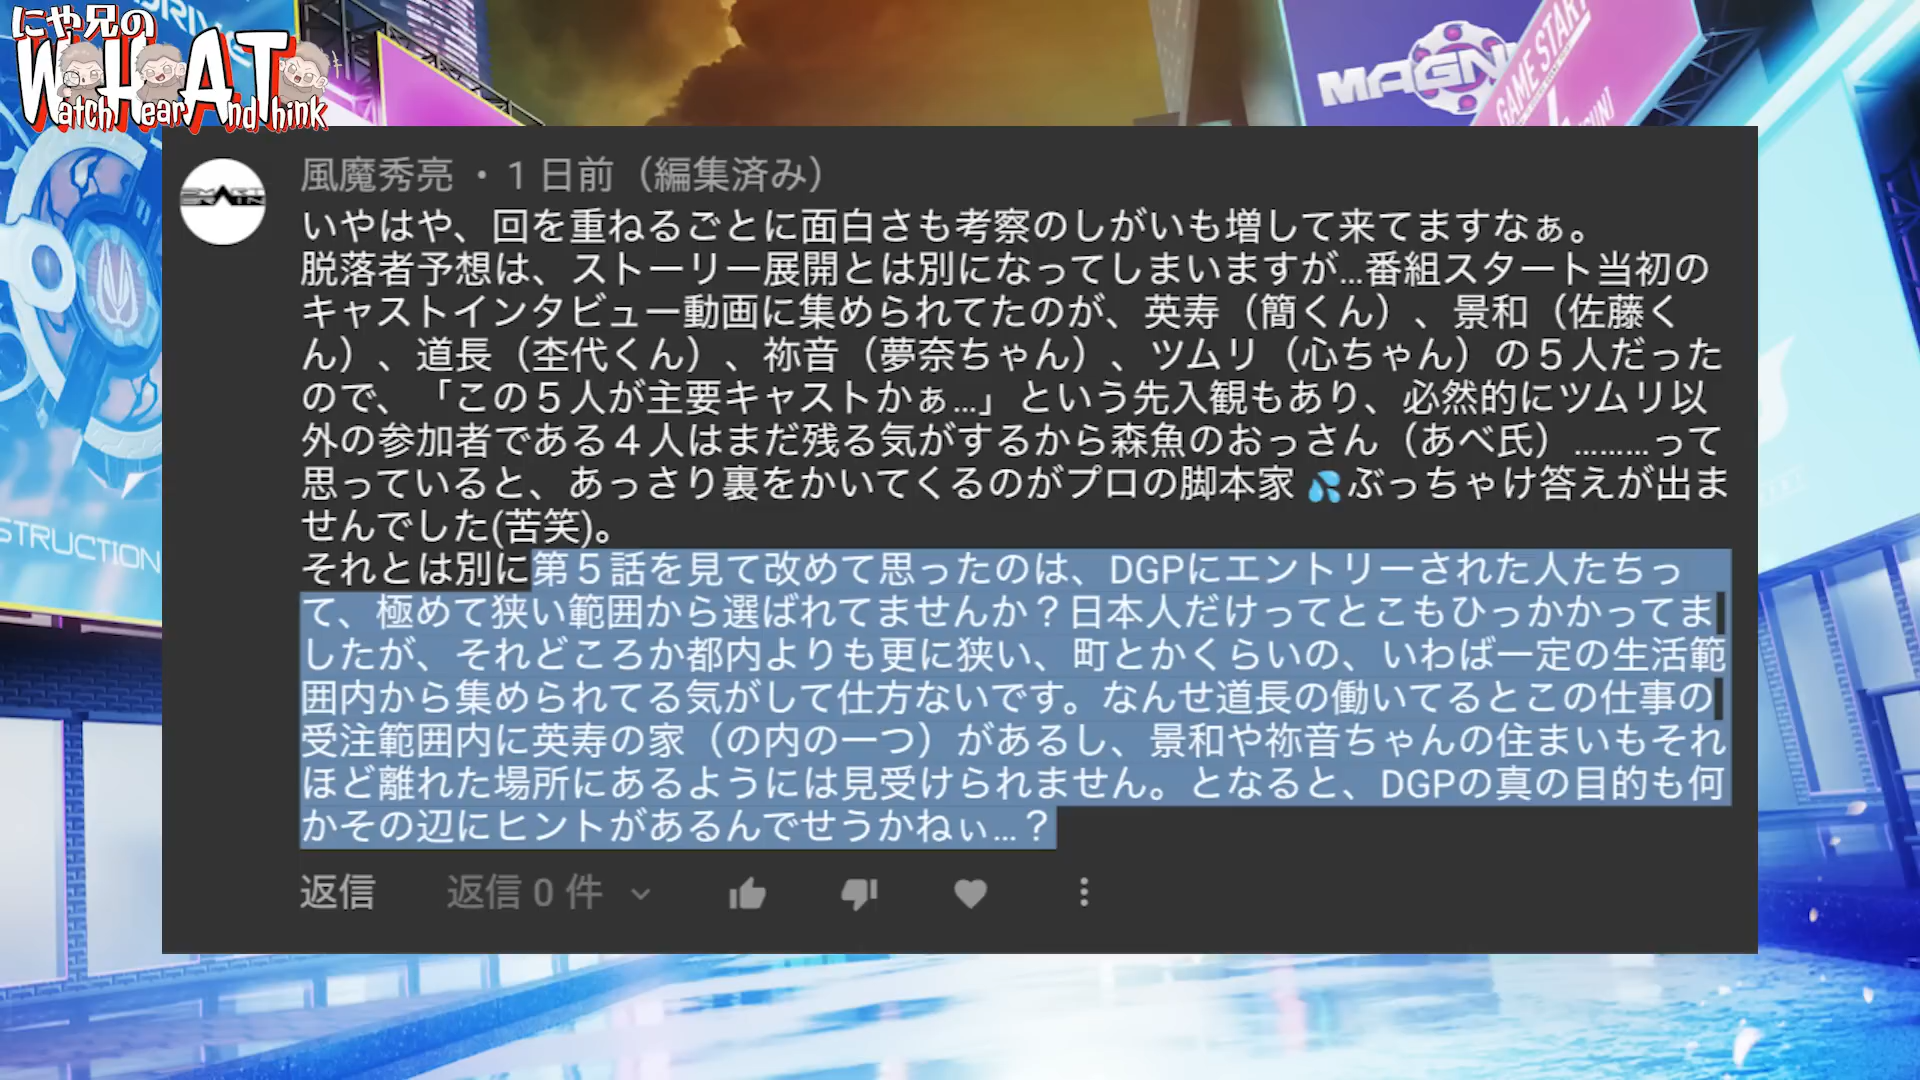 にや兄の
WHAT
Watch Hear And Think
MAGN
GAME START
風魔秀亮 ・1 日前（編集済み）
いやはや、回を重ねるごとに面白さも考察のしがいも増して来てますなぁ。
脱落者予想は、ストーリー展開とは別になってしまいますが…番組スタート当初の
キャストインタビュー動画に集められてたのが、英寿（簡くん）、景和（佐藤く
ん）、道長（杢代くん）、祢音（夢奈ちゃん）、ツムリ（心ちゃん）の５人だった
ので、「この５人が主要キャストかぁ…」という先入観もあり、必然的にツムリ以
外の参加者である４人はまだ残る気がするから森魚のおっさん（あべ氏）………って
思っていると、あっさり裏をかいてくるのがプロの脚本家💦ぶっちゃけ答えが出ま
せんでした(苦笑)。
それとは別に第５話を見て改めて思ったのは、DGPにエントリーされた人たちっ
て、極めて狭い範囲から選ばれてませんか？日本人だけってとこもひっかかってま
したが、それどころか都内よりも更に狭い、町とかくらいの、いわば一定の生活範
囲内から集められてる気がして仕方ないです。なんせ道長の働いてるとこの仕事の
受注範囲内に英寿の家（の内の一つ）があるし、景和や祢音ちゃんの住まいもそれ
ほど離れた場所にあるようには見受けられません。となると、DGPの真の目的も何
かその辺にヒントがあるんでせうかねぃ…？
返信 返信 0 件
STRUCTION